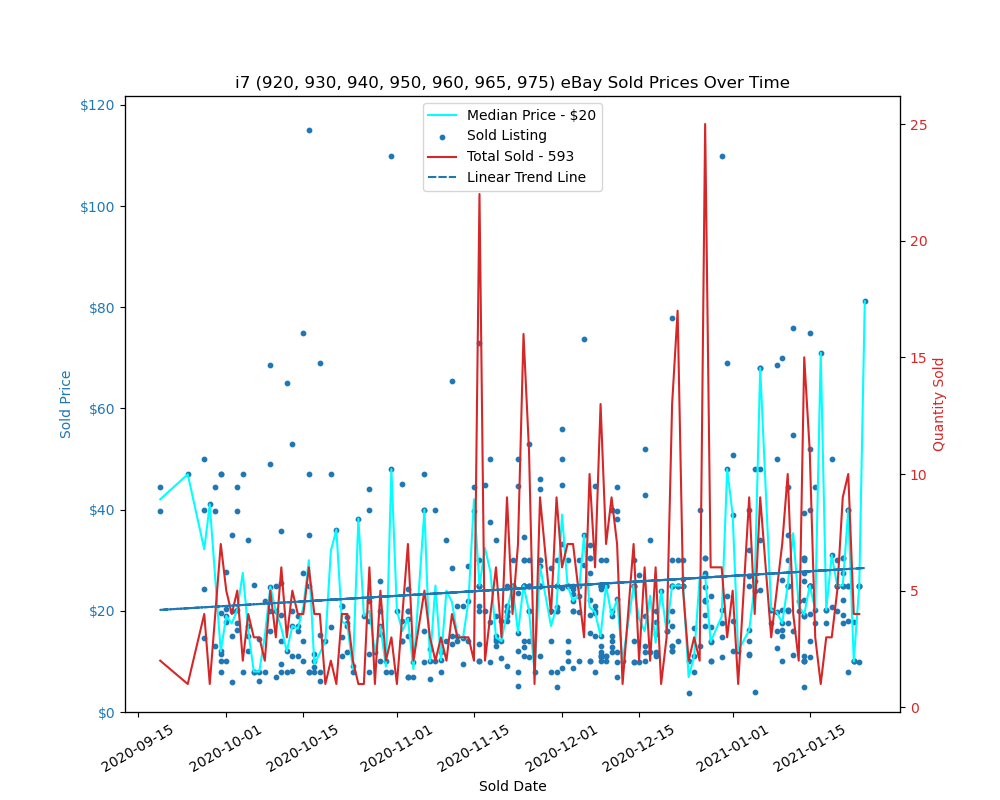 i7 (920, 930, 940, 950, 960, 965, 975) eBay Sold Prices Over Time
Median Price - $20
Sold Listing
Total Sold - 593
Linear Trend Line
$120
$100
$80
$60
$40
$20
$0
Sold Price
25
20
15
10
5
0
Quantity Sold
2020-09-15
2020-10-01
2020-10-15
2020-11-01
2020-11-15
2020-12-01
2020-12-15
2021-01-01
2021-01-15
Sold Date